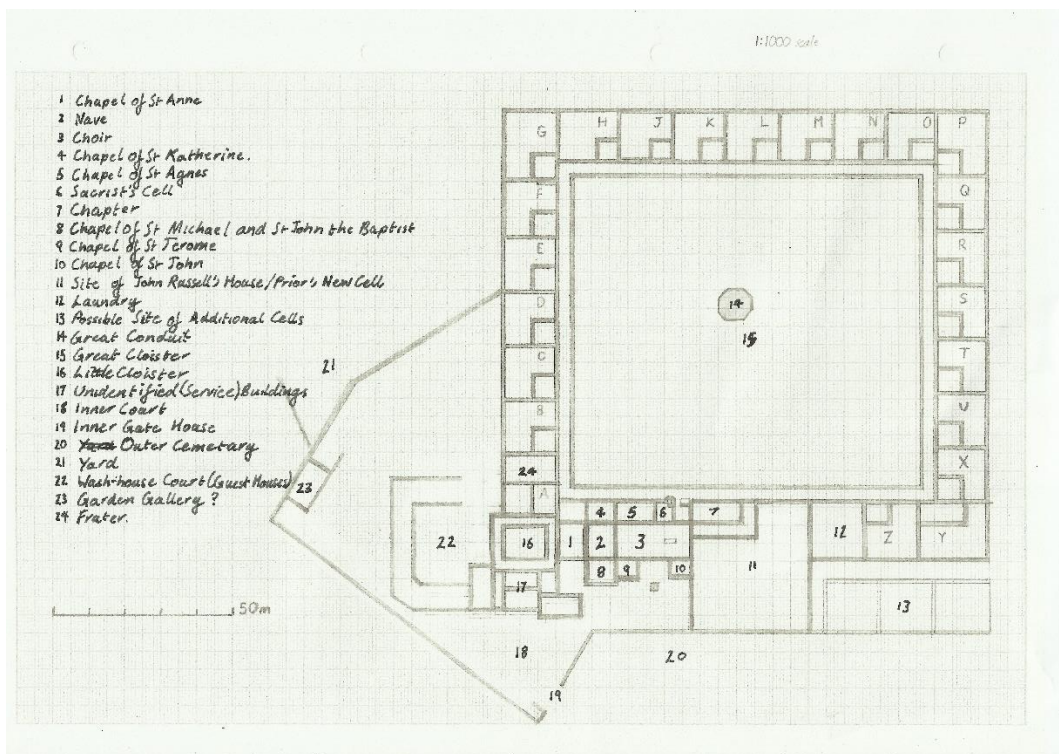 1:1000 scale
1 Chapel of St Anne
2 Nave
3 Choir
4 Chapel of St Katherine.
5 Chapel of St Agnes
6 Sacrist's Cell
7 Chapter
8 Chapel of St Michael and St John the Baptist
9 Chapel of St Jerome
10 Chapel of St John
11 Site of John Russell's House/Prior's New Cell
12 Laundry
13 Possible Site of Additional Cells
14 Great Conduit
15 Great Cloister
16 Little Cloister
17 Unidentified (Service) Buildings
18 Inner Court
19 Inner Gate House
20 Yard Outer Cemetary
21 Yard
22 Wash-house Court (Guest Houses)
23 Garden Gallery ?
24 Frater.
50m
G H J K L M N O P
F Q
E R
D S
14
15
C T
B U
24 X
A
21
23
22
16 1 2 3
4 5 6 7
8 9 10
11
12 Z Y
13
17
18
19
20